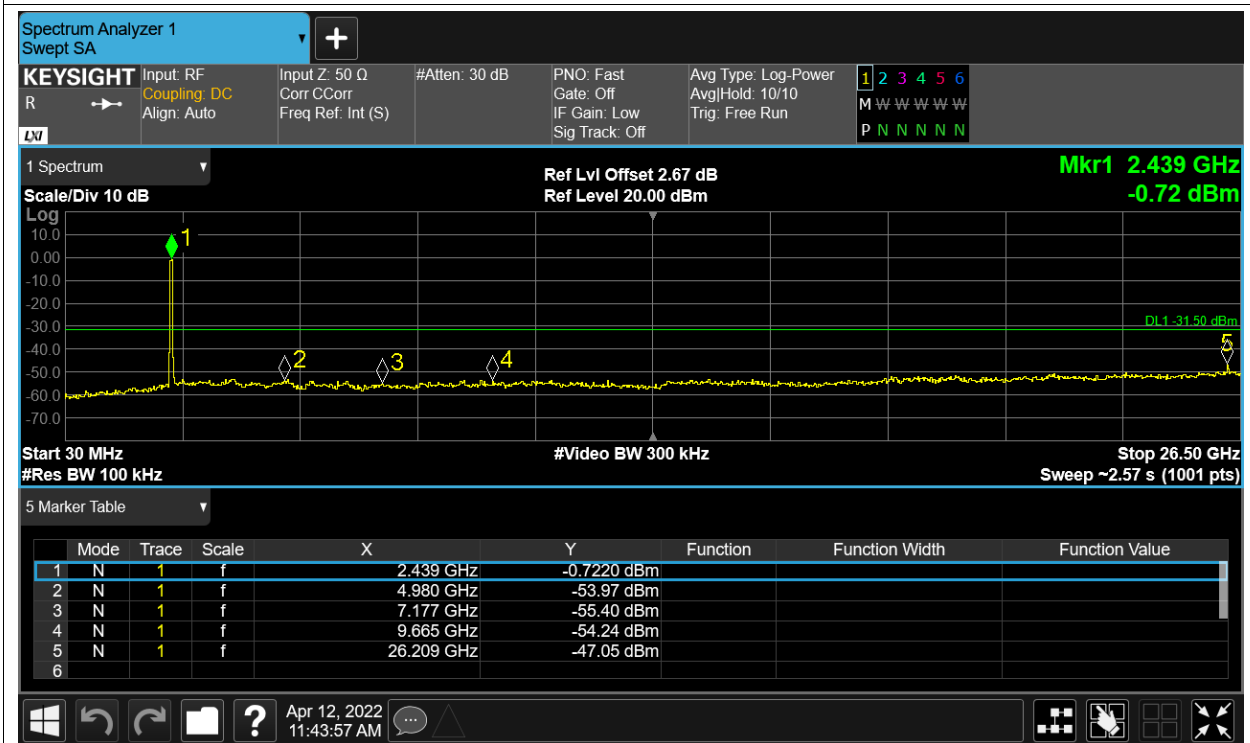 Spectrum Analyzer 1
Swept SA
KEYSIGHT
R
LXI
Input: RF
Coupling: DC
Align: Auto
Input Z: 50 Ω
Corr CCorr
Freq Ref: Int (S)
#Atten: 30 dB
PNO: Fast
Gate: Off
IF Gain: Low
Sig Track: Off
Avg Type: Log-Power
Avg|Hold: 10/10
Trig: Free Run
1 2 3 4 5 6
M W W W W W
P N N N N N
1 Spectrum
Scale/Div 10 dB
Ref Lvl Offset 2.67 dB
Ref Level 20.00 dBm
Mkr1 2.439 GHz
-0.72 dBm
Log
10.0
0.00
-10.0
-20.0
-30.0
-40.0
-50.0
-60.0
-70.0
1
2
3
4
5
DL1 -31.50 dBm
Start 30 MHz
#Res BW 100 kHz
#Video BW 300 kHz
Stop 26.50 GHz
Sweep ~2.57 s (1001 pts)
5 Marker Table
Mode Trace Scale X Y Function Function Width Function Value
1 N 1 f 2.439 GHz -0.7220 dBm
2 N 1 f 4.980 GHz -53.97 dBm
3 N 1 f 7.177 GHz -55.40 dBm
4 N 1 f 9.665 GHz -54.24 dBm
5 N 1 f 26.209 GHz -47.05 dBm
6
?
Apr 12, 2022
11:43:57 AM